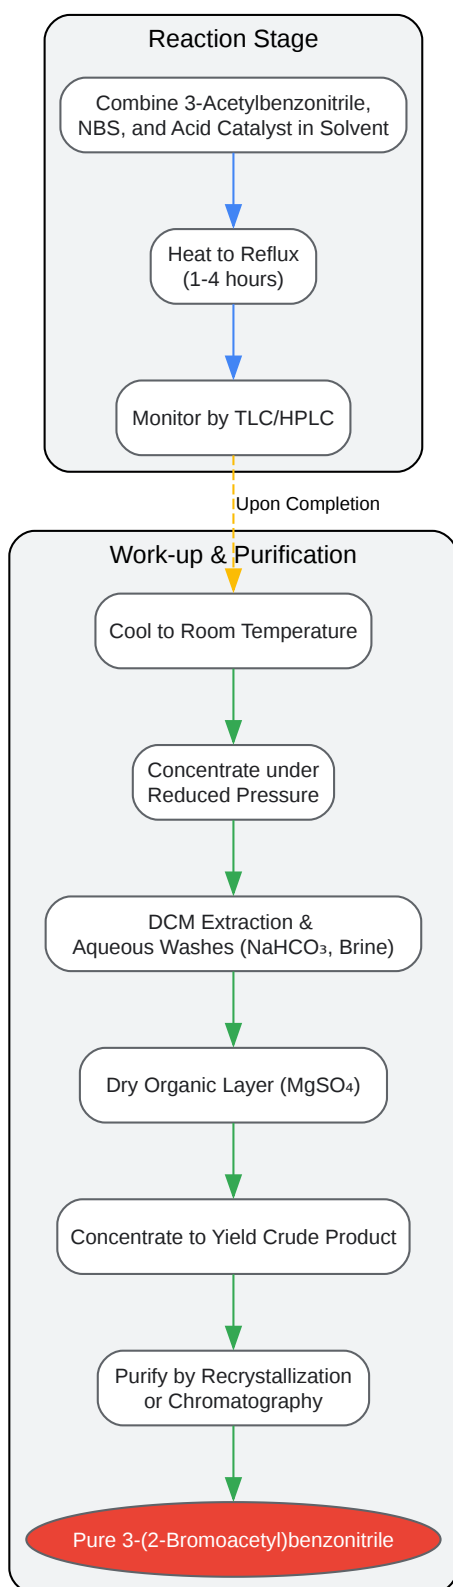 Reaction Stage
Combine 3-Acetylbenzonitrile,
NBS, and Acid Catalyst in Solvent
Heat to Reflux
(1-4 hours)
Monitor by TLC/HPLC
Upon Completion
Work-up & Purification
Cool to Room Temperature
Concentrate under
Reduced Pressure
DCM Extraction &
Aqueous Washes (NaHCO₃, Brine)
Dry Organic Layer (MgSO₄)
Concentrate to Yield Crude Product
Purify by Recrystallization
or Chromatography
Pure 3-(2-Bromoacetyl)benzonitrile